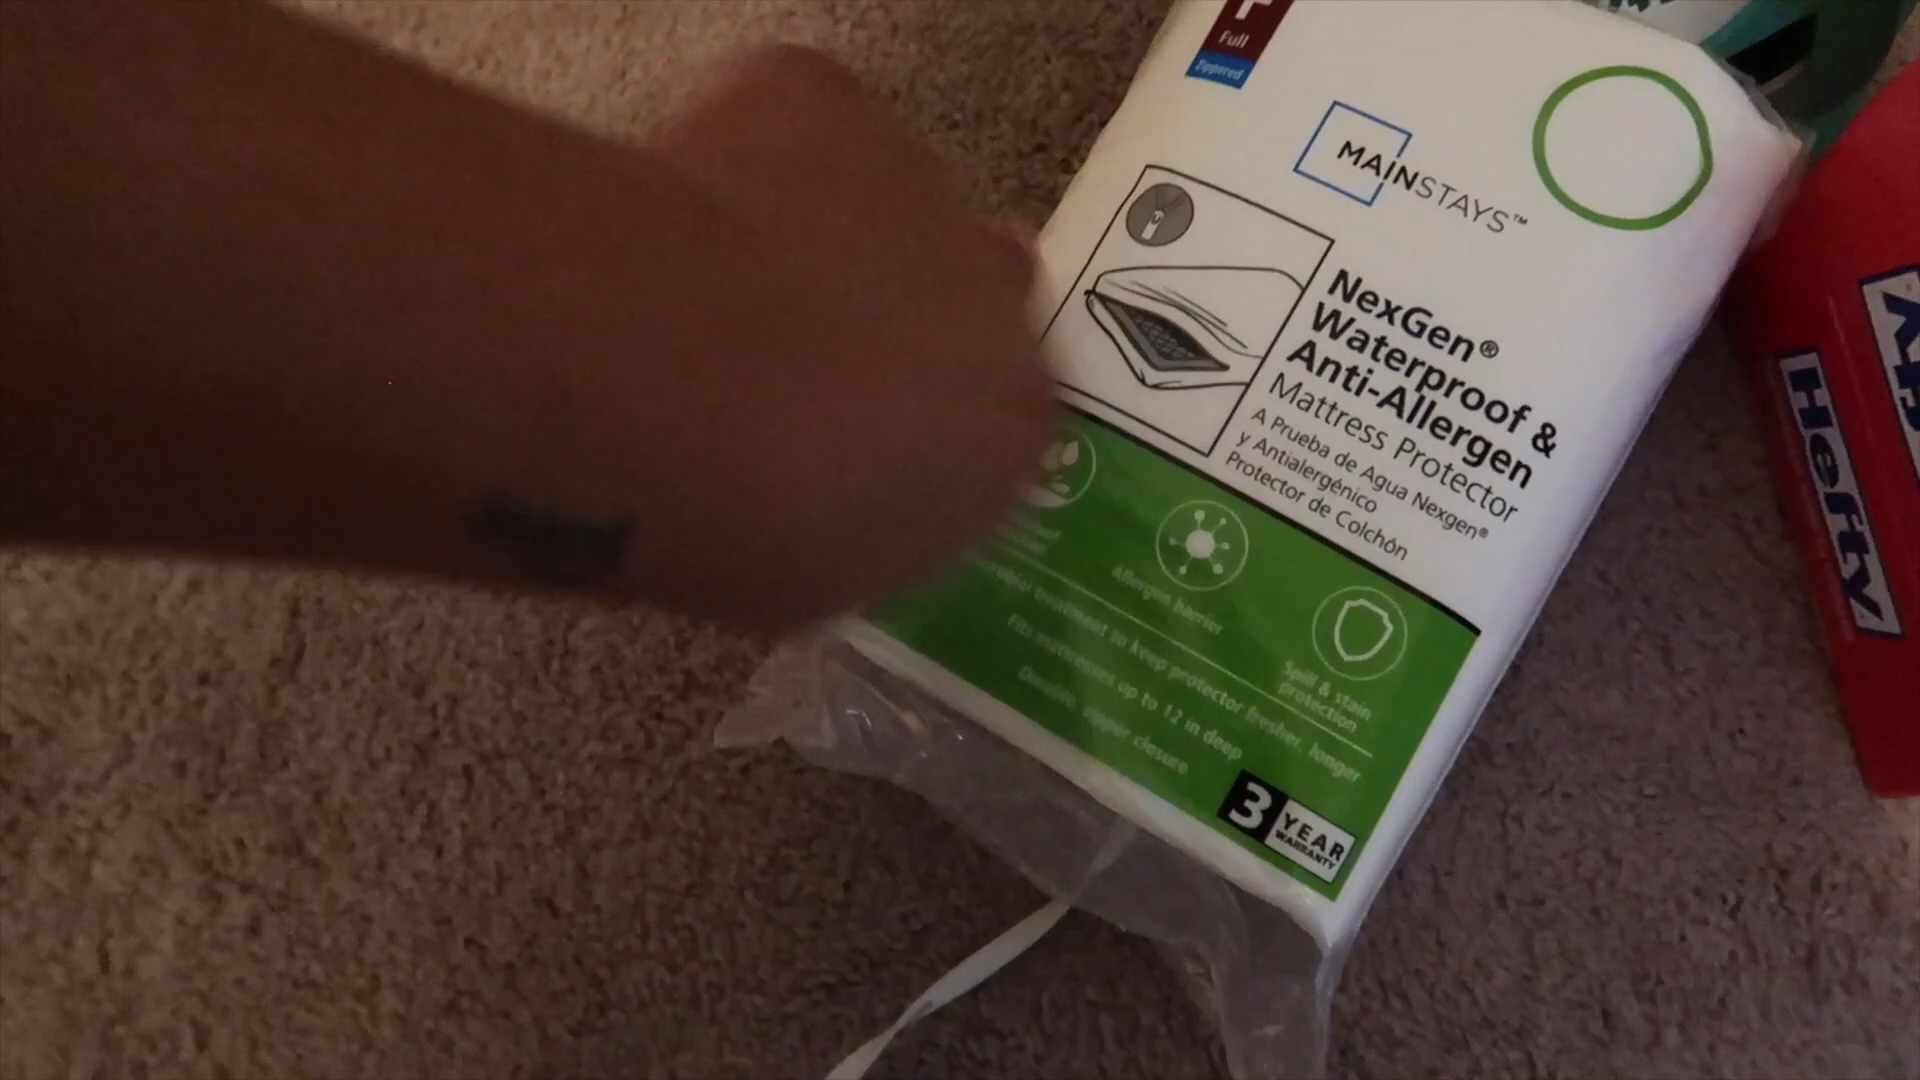 Full
Zippered
MAINSTAYS™
NexGen®
Waterproof &
Anti-Allergen
Mattress Protector
A Prueba de Agua Nexgen®
y Antialergénico
Protector de Colchón
Allergen barrier
Spill & stain
protection
treatment to keep protector fresher, longer
Fits mattresses up to 12 in deep
Durable zipper closure
3 YEAR
WARRANTY
Hefty